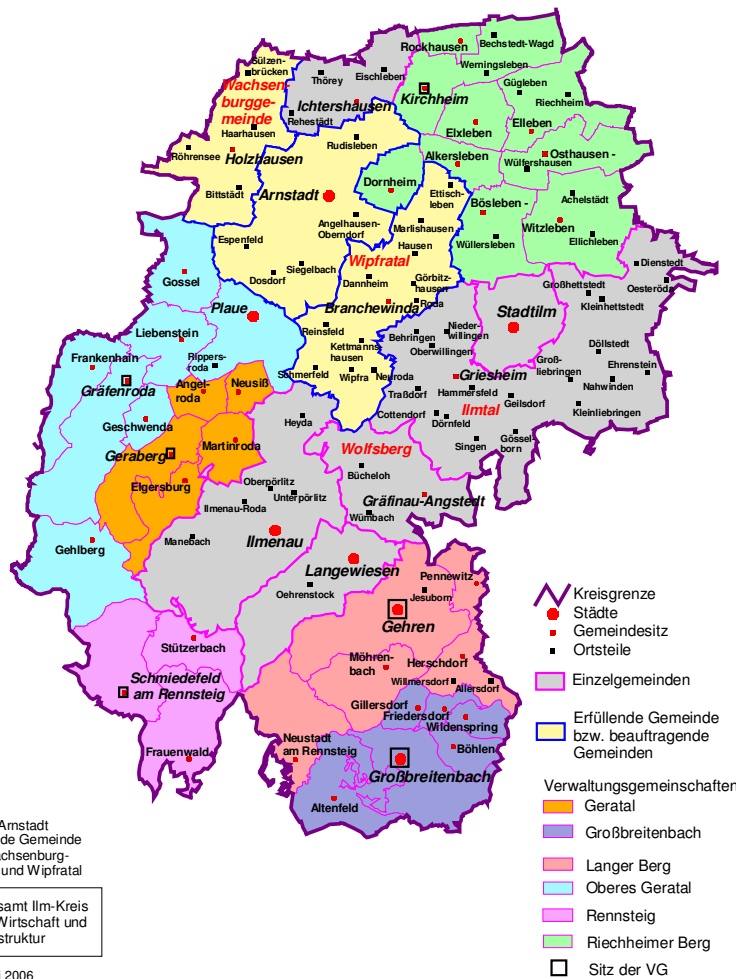 Rockhausen
Bechstedt-Wagd
Sülzen-
brücken
Thörey
Eischleben
Werningsleben
Gügleben
Wachsen-
burgge-
meinde
Ichtershausen
Kirchheim
Riechheim
Rehestädt
Haarhausen
Rudisleben
Elxleben
Elleben
Röhrensee
Holzhausen
Alkersleben
Osthausen -
Wülfershausen
Bittstädt
Arnstadt
Dornheim
Ettisch-
leben
Bösleben -
Achelstädt
Angelhausen-
Oberndorf
Marlishausen
Witzleben
Espenfeld
Hausen
Wüllersleben
Ellichleben
Gossel
Siegelbach
Wipfratal
Dosdorf
Dannheim
Görbitz-
hausen
Dienstedt
Großhettstedt
Oesteröda
Plaue
Branchewinda
Roda
Stadtilm
Kleinhettstedt
Liebenstein
Reinsfeld
Behringen
Nieder-
willingen
Oberwillingen
Döllstedt
Frankenhain
Rippers-
roda
Kettmanns-
hausen
Groß-
liebringen
Ehrenstein
Gräfenroda
Angel-
roda
Neusiß
Schmerfeld
Wipfra
Neuroda
Griesheim
Nahwinden
Traßdorf
Hammersfeld
Geilsdorf
Geschwenda
Heyda
Cottendorf
Ilmtal
Kleinliebringen
Dörnfeld
Geraberg
Martinroda
Wolfsberg
Singen
Gössel-
born
Bücheloh
Elgersburg
Oberpörlitz
Unterpörlitz
Gräfinau-Angstedt
Ilmenau-Roda
Wümbach
Manebach
Ilmenau
Gehlberg
Langewiesen
Pennewitz
Oehrenstock
Jesuborn
Gehren
Stützerbach
Möhren-
bach
Herschdorf
Schmiedefeld
am Rennsteig
Willmersdorf
Allersdorf
Gillersdorf
Friedersdorf
Wildenspring
Frauenwald
Neustadt
am Rennsteig
Böhlen
Großbreitenbach
Altenfeld
Kreisgrenze
Städte
Gemeindesitz
Ortsteile
Einzelgemeinden
Erfüllende Gemeinde
bzw. beauftragende
Gemeinden
Verwaltungsgemeinschaften
Geratal
Großbreitenbach
Langer Berg
Oberes Geratal
Rennsteig
Riechheimer Berg
Sitz der VG
Arnstadt
de Gemeinde
achsenburg-
und Wipfratal
samt Ilm-Kreis
Wirtschaft und
struktur
2006